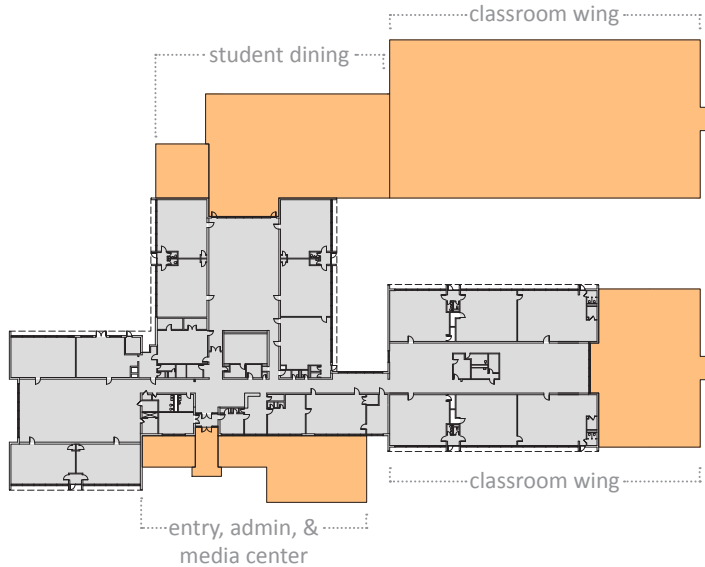 classroom wing
student dining
classroom wing
entry, admin, &
media center